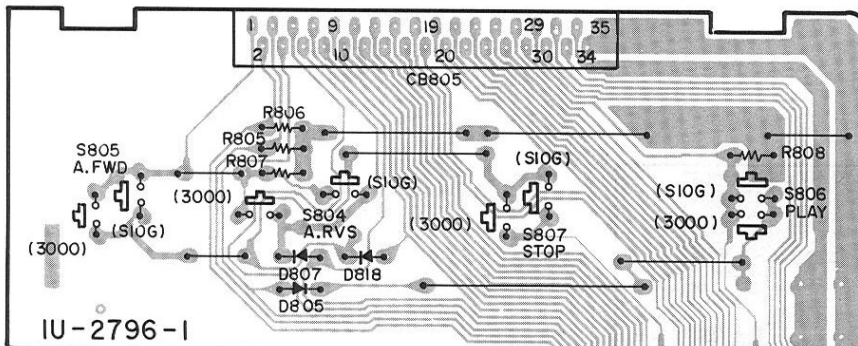 1 9 19 29 35
2 10 20 30 34
CB805
R806
S805
A.FWD
R805
R807
R808
(3000)
(S10G)
(S10G)
(S10G)
S806
PLAY
(3000)
(3000)
(S10G)
S804
A.RVS
(3000)
S807
STOP
(3000)
D807
D818
D805
1U-2796-1